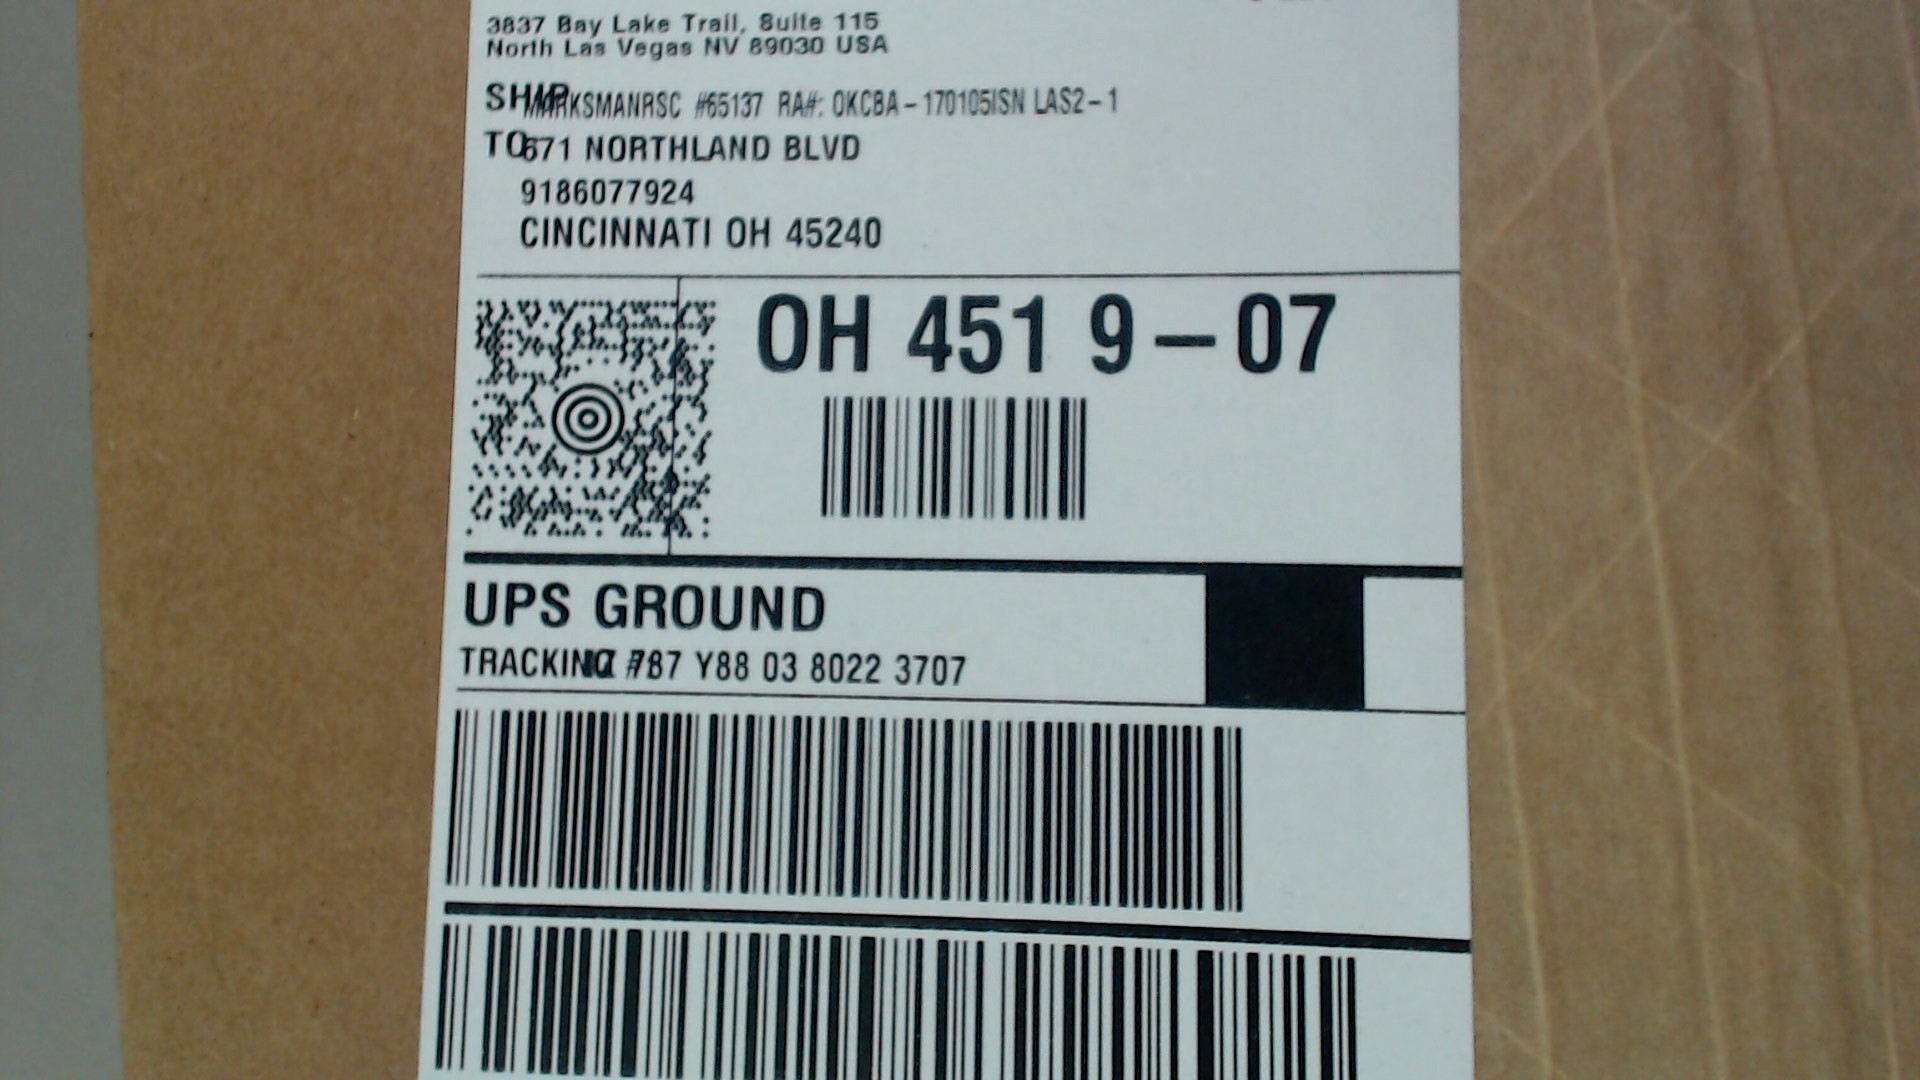 3837 Bay Lake Trail, Suite 115
North Las Vegas NV 89030 USA
SHIP MARKSMANRSC #65137 RA#: OKCBA-170105ISN LAS2-1
TO 671 NORTHLAND BLVD
9186077924
CINCINNATI OH 45240
OH 451 9-07
UPS GROUND
TRACKING #: 787 Y88 03 8022 3707